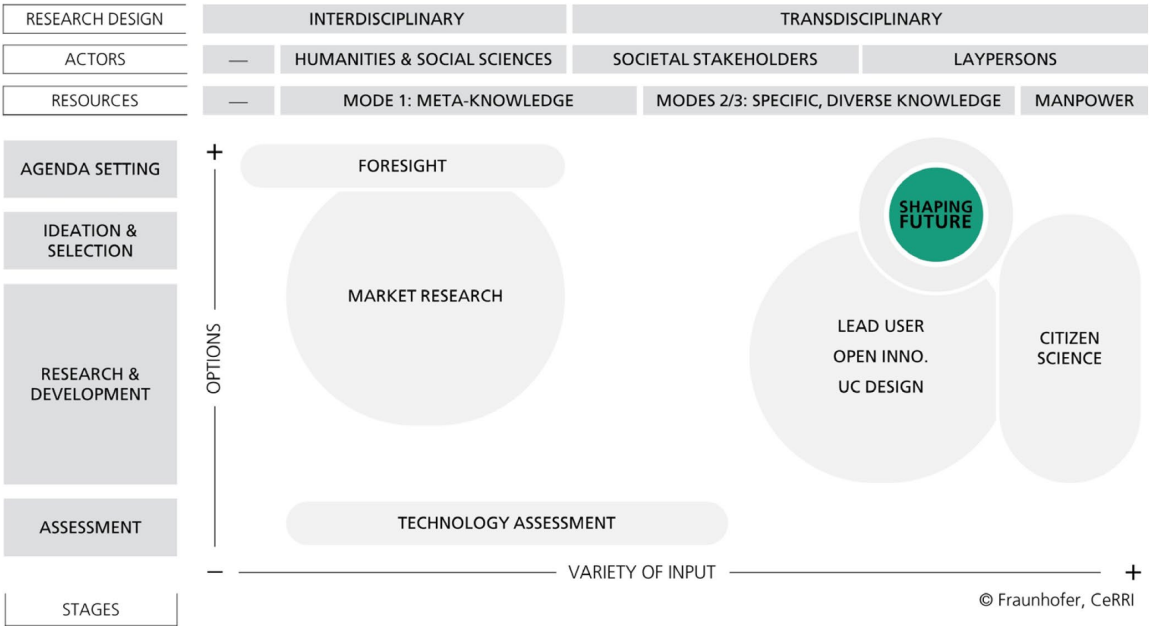 RESEARCH DESIGN
INTERDISCIPLINARY
TRANSDISCIPLINARY
ACTORS
—
HUMANITIES & SOCIAL SCIENCES
SOCIETAL STAKEHOLDERS
LAYPERSONS
RESOURCES
—
MODE 1: META-KNOWLEDGE
MODES 2/3: SPECIFIC, DIVERSE KNOWLEDGE
MANPOWER
AGENDA SETTING
IDEATION &
SELECTION
RESEARCH &
DEVELOPMENT
ASSESSMENT
STAGES
+
OPTIONS
−
FORESIGHT
MARKET RESEARCH
TECHNOLOGY ASSESSMENT
SHAPING
FUTURE
LEAD USER
OPEN INNO.
UC DESIGN
CITIZEN
SCIENCE
VARIETY OF INPUT
+
© Fraunhofer, CeRRI